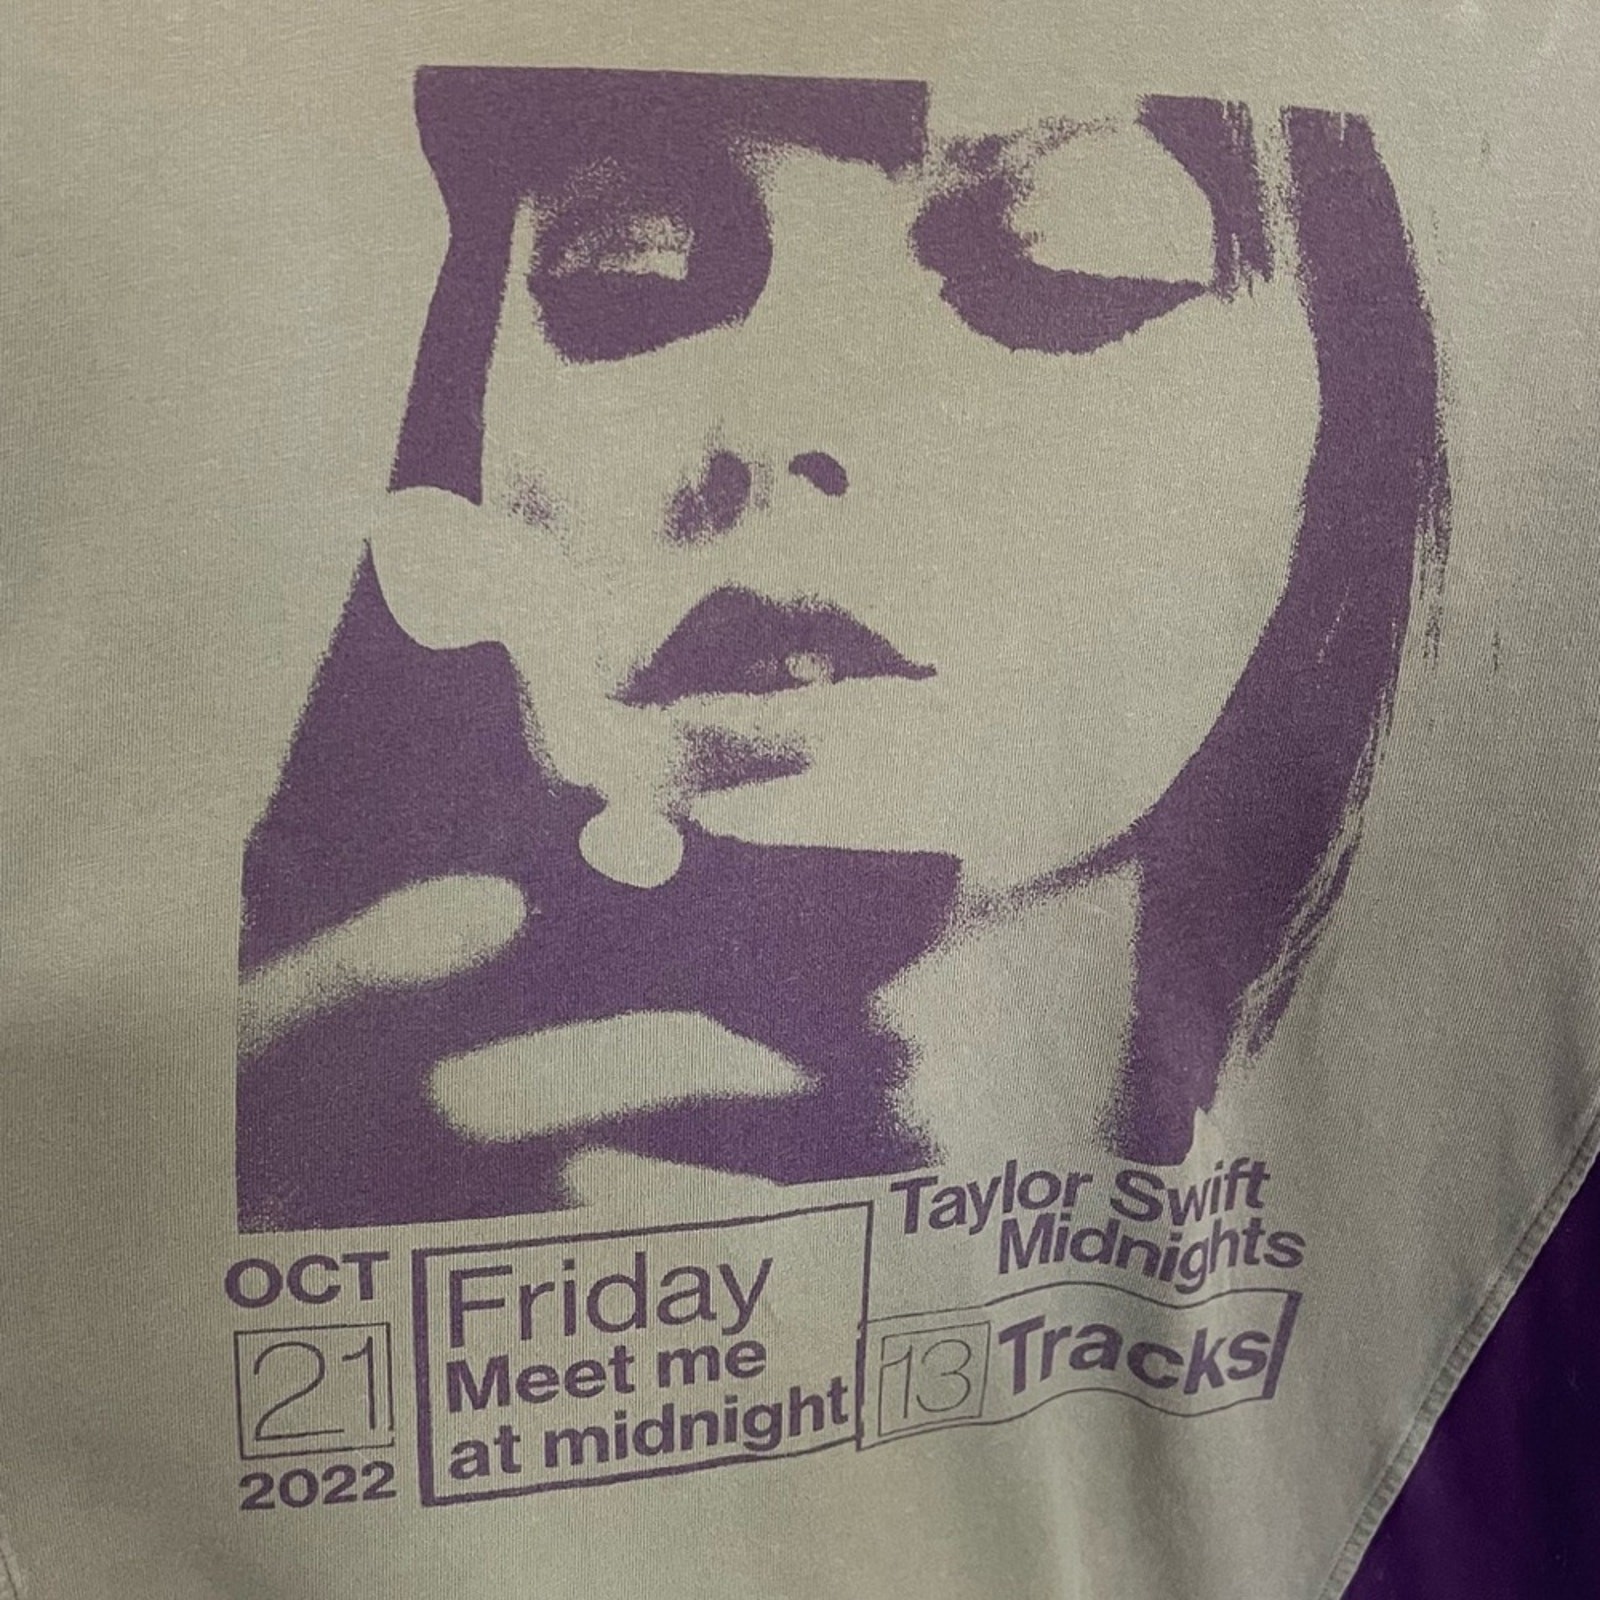 OCT
21
2022
Friday
Meet me
at midnight
Taylor Swift
Midnights
13 Tracks